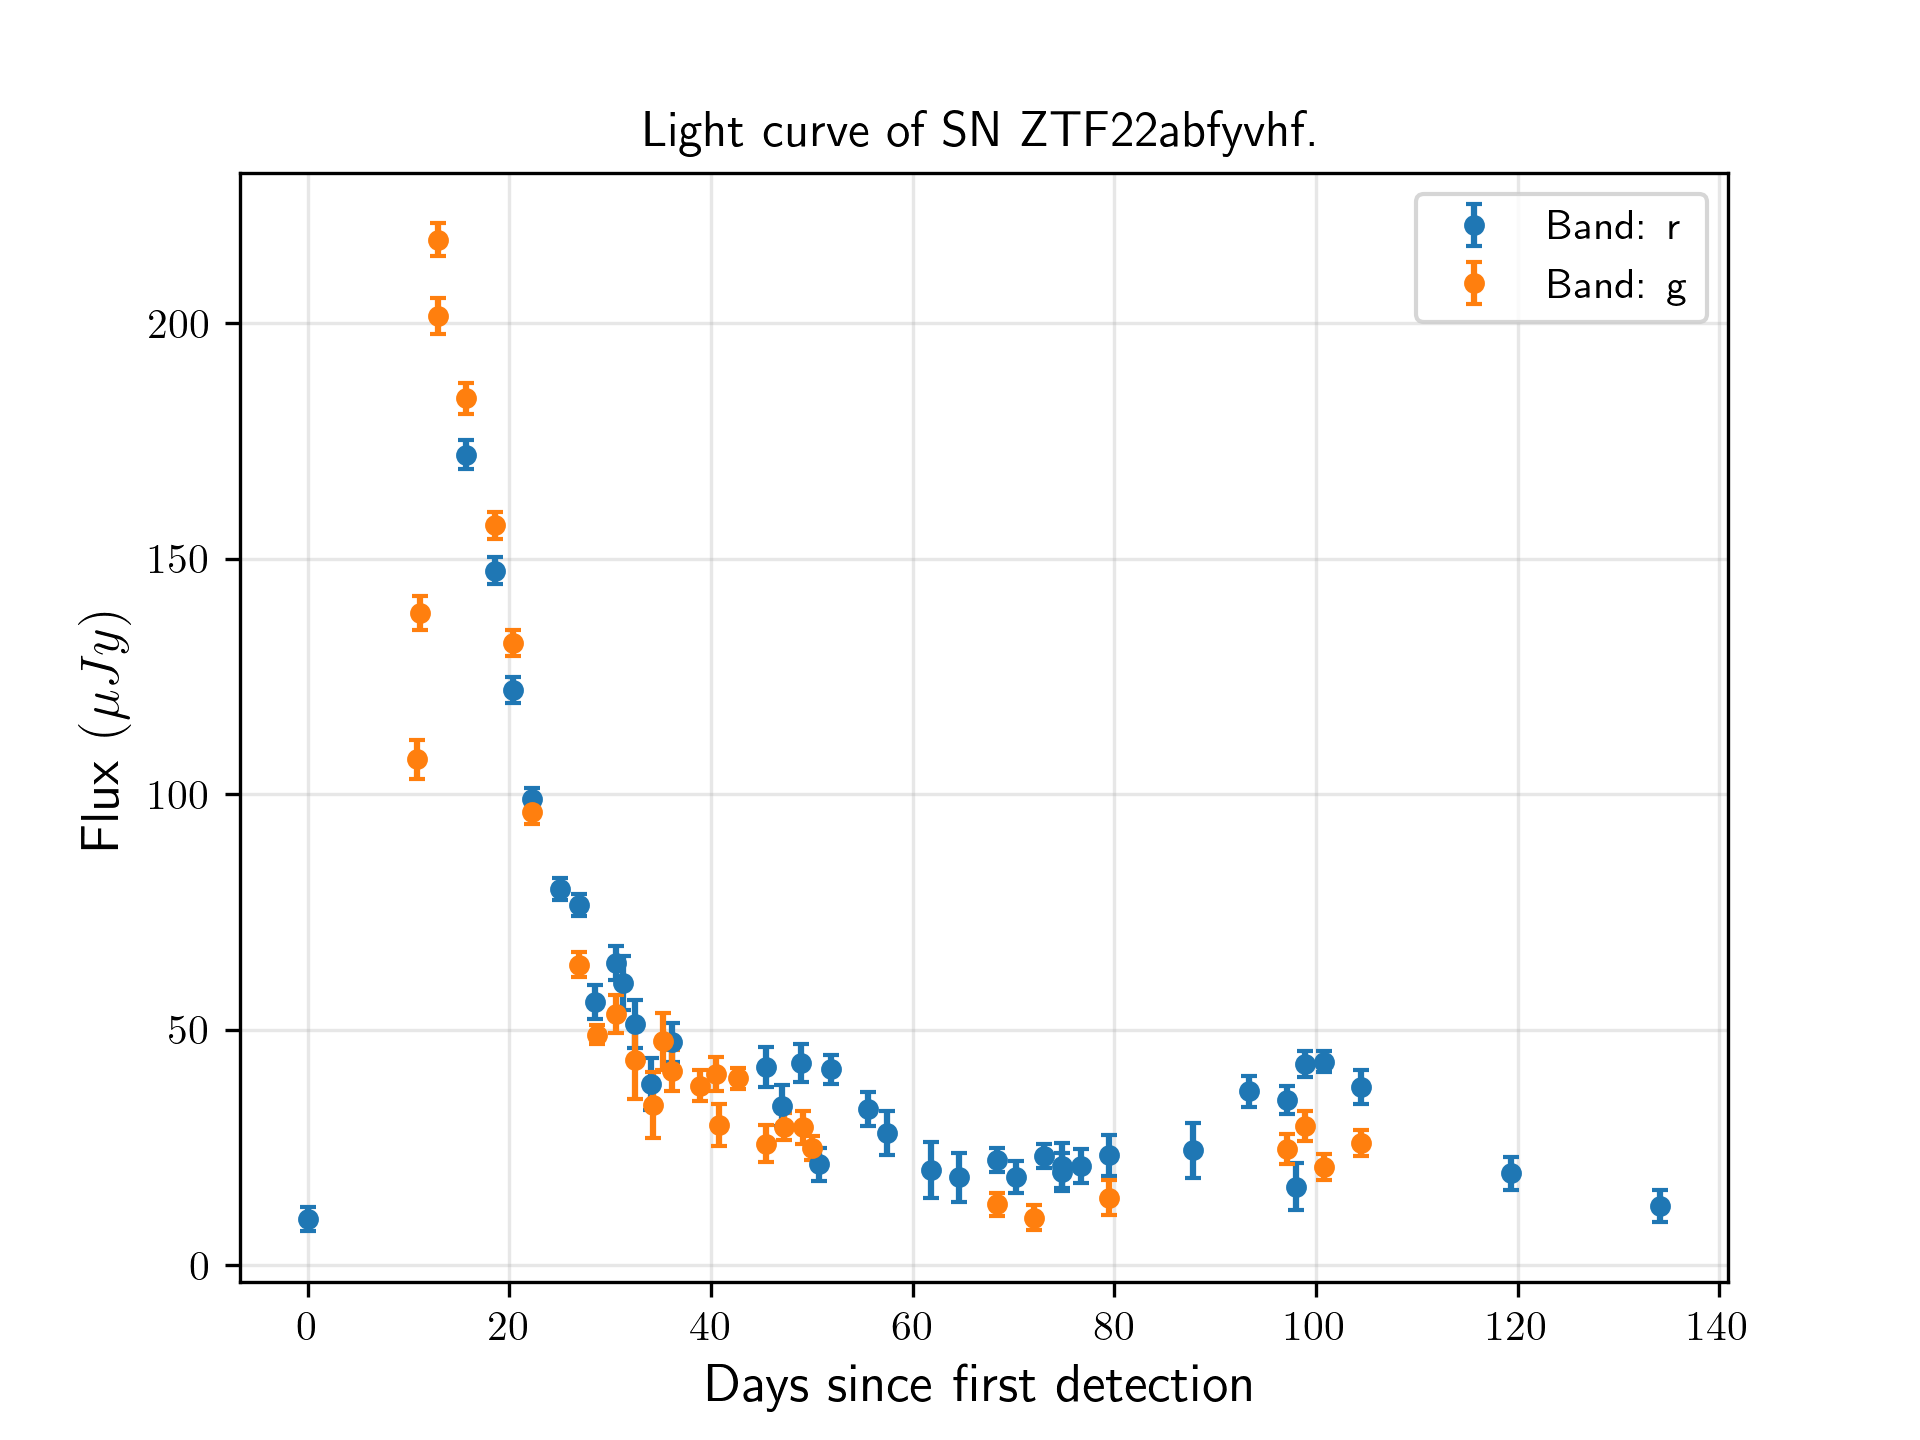 Light curve of SN ZTF22abfyvhf.
Band: r
Band: g
200
150
100
50
0
Flux (μJy)
0 20 40 60 80 100 120 140
Days since first detection